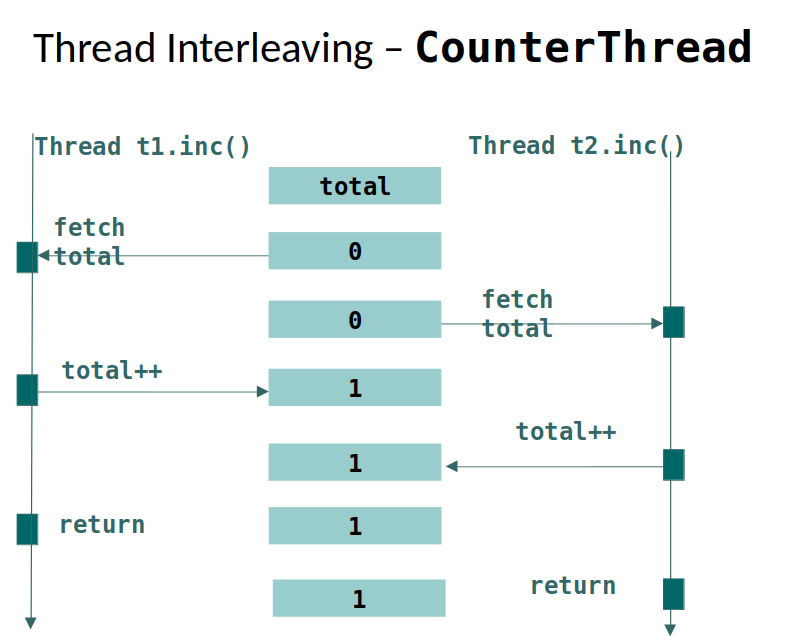 Thread Interleaving – CounterThread
Thread t1.inc()
Thread t2.inc()
total
fetch
total
0
fetch
total
0
total++
1
total++
1
return
1
return
1